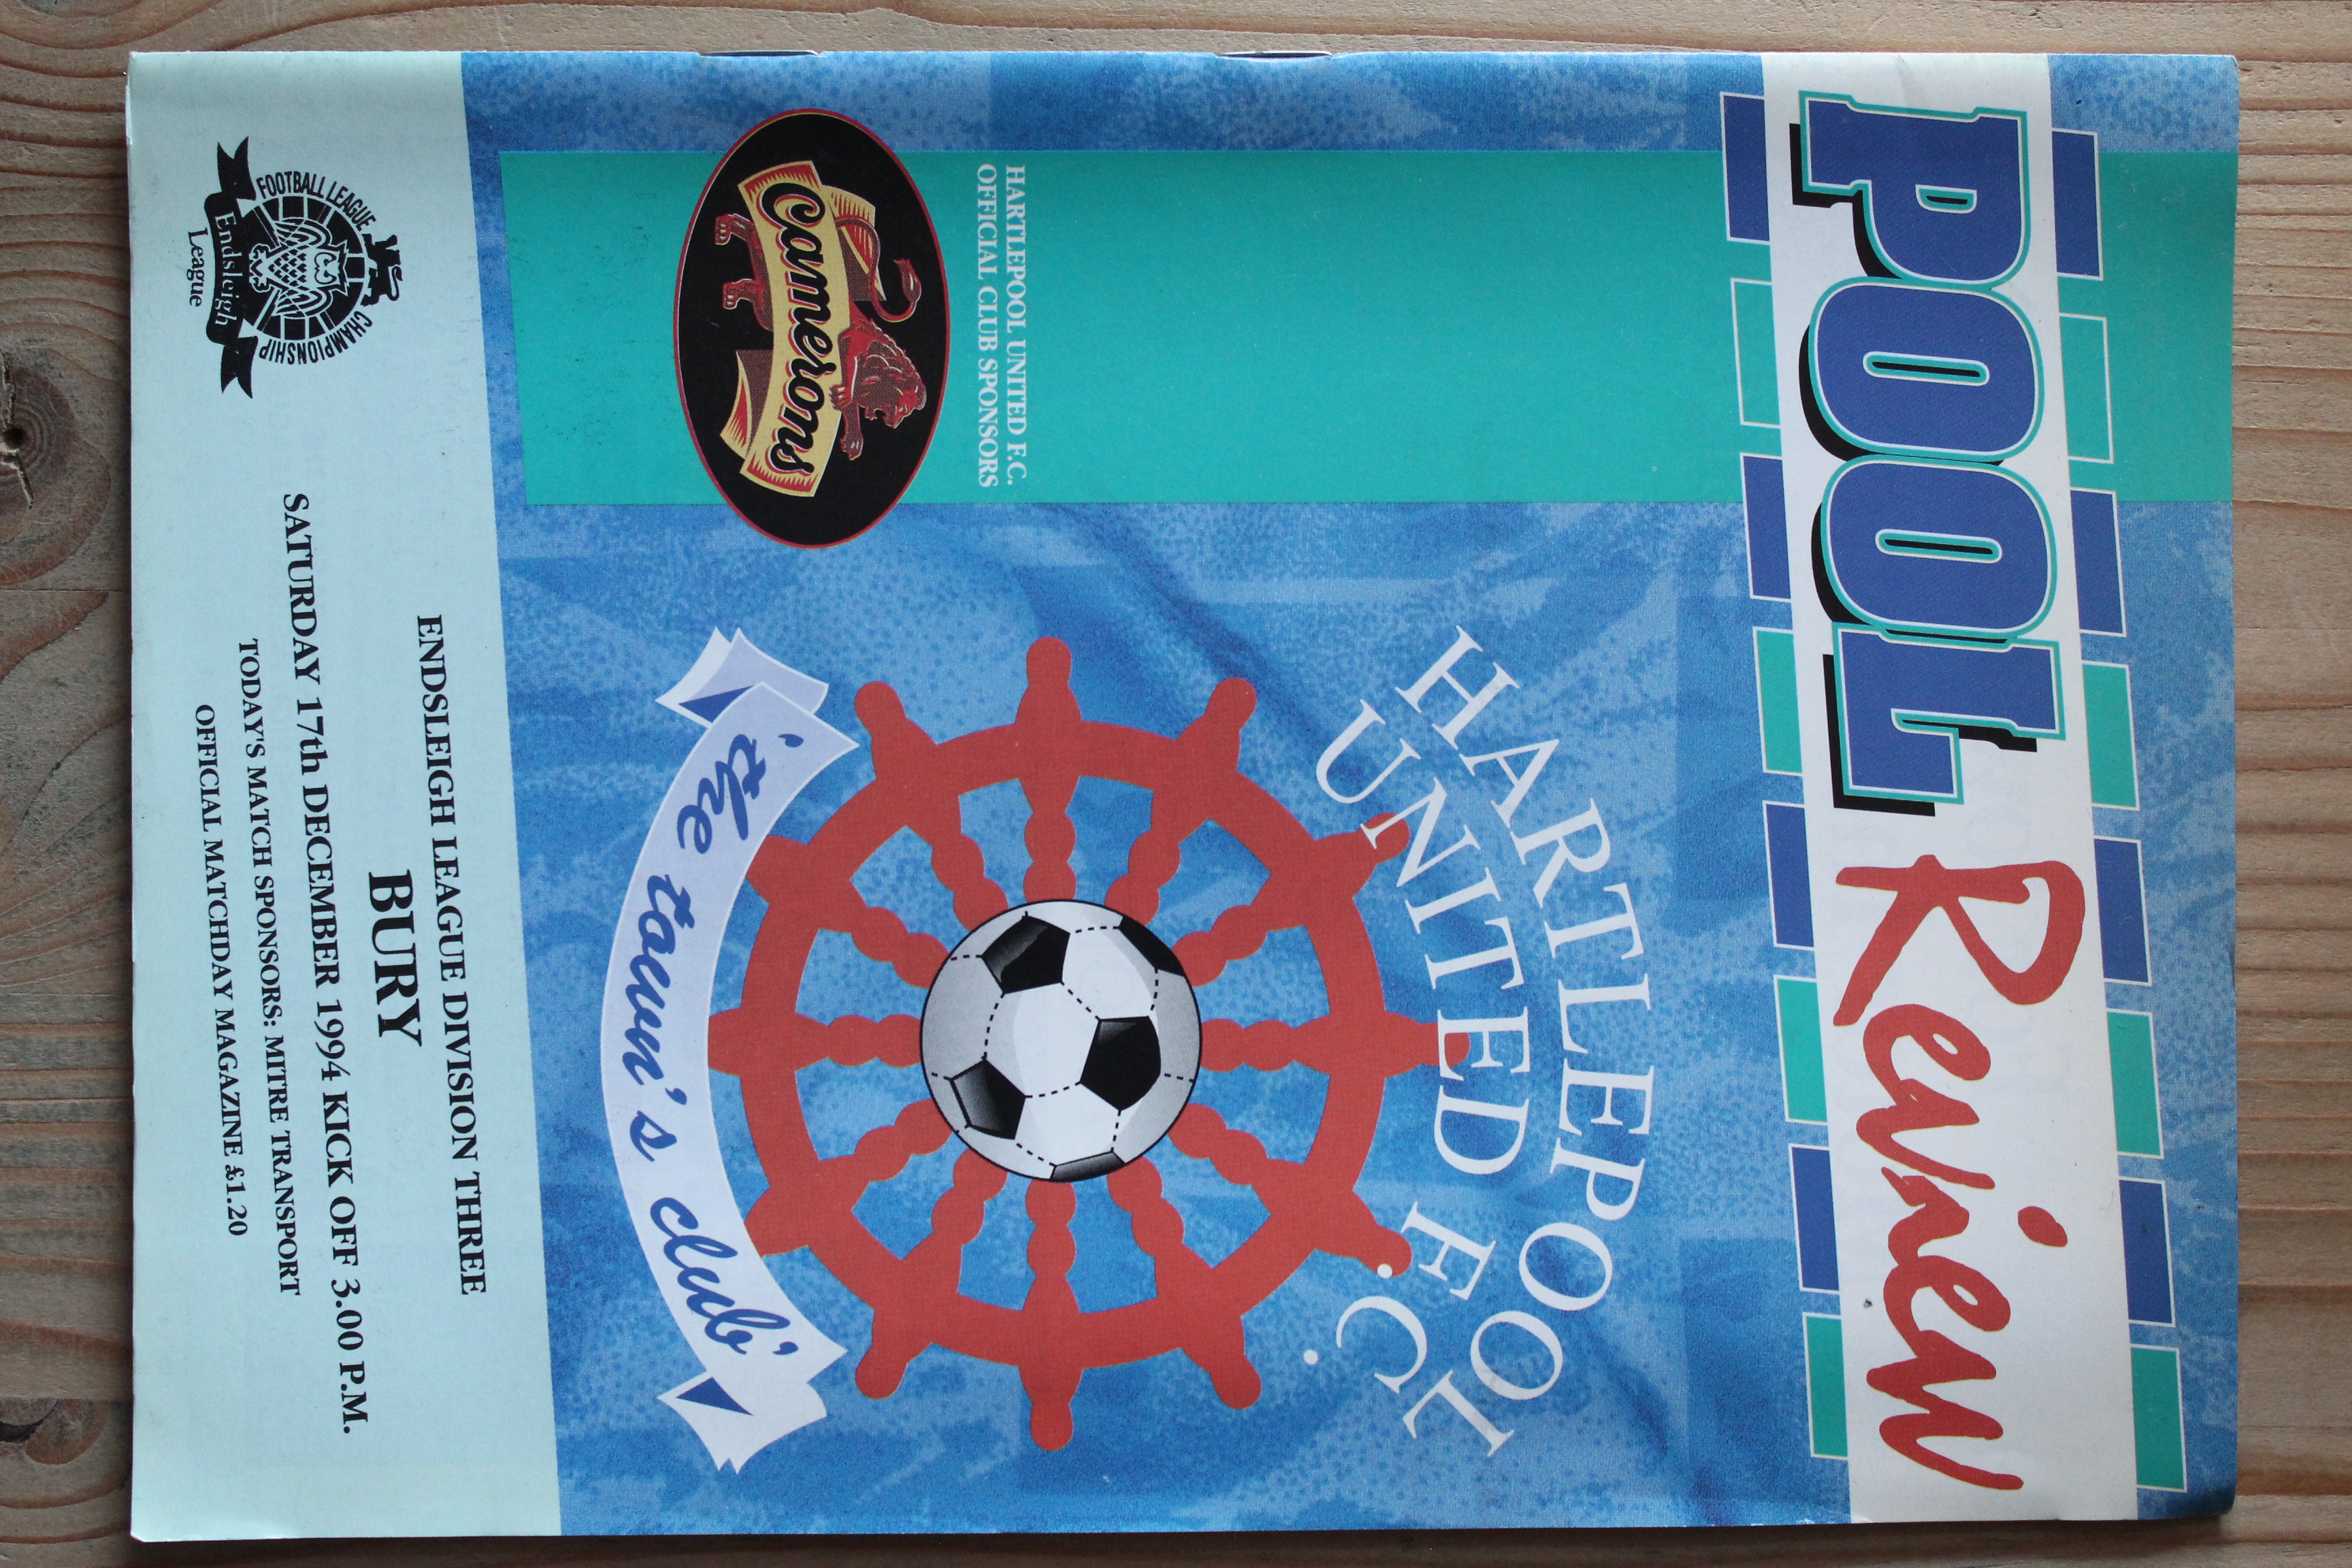 POOL Review
HARTLEPOOL
UNITED F.C.
HARTLEPOOL UNITED F.C.
OFFICIAL CLUB SPONSORS
Camerons
'the town's club'
ENDSLEIGH LEAGUE DIVISION THREE
BURY
SATURDAY 17th DECEMBER 1994 KICK OFF 3.00 P.M.
TODAY'S MATCH SPONSORS: MITRE TRANSPORT
OFFICIAL MATCHDAY MAGAZINE £1.20
FOOTBALL LEAGUE CHAMPIONSHIP
Endsleigh
League